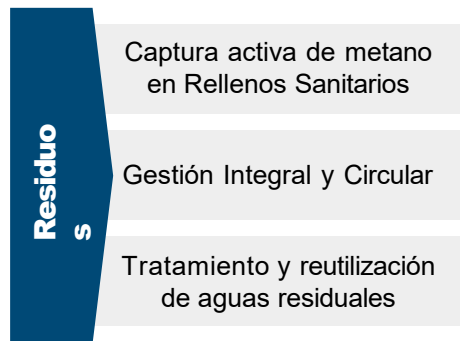 Residuo
s
Captura activa de metano
en Rellenos Sanitarios
Gestión Integral y Circular
Tratamiento y reutilización
de aguas residuales